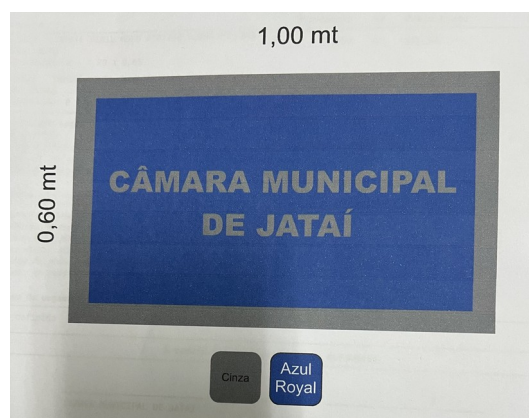 1,00 mt
0,60 mt
CÂMARA MUNICIPAL
DE JATAÍ
Cinza
Azul
Royal